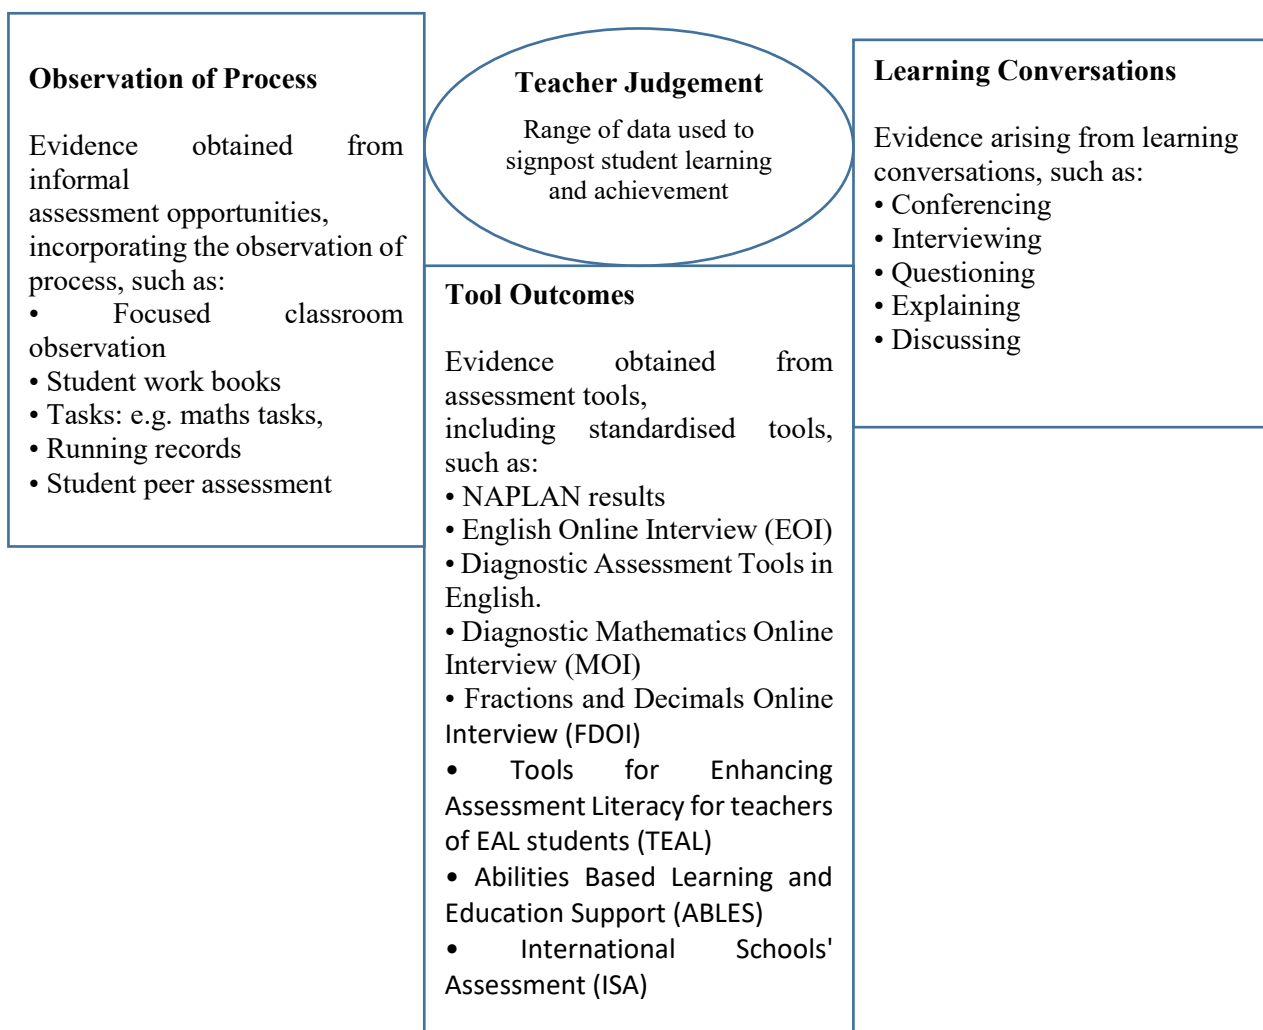 Observation of Process
Evidence obtained from
informal
assessment opportunities,
incorporating the observation of
process, such as:
• Focused classroom
observation
• Student work books
• Tasks: e.g. maths tasks,
• Running records
• Student peer assessment
Teacher Judgement
Range of data used to
signpost student learning
and achievement
Tool Outcomes
Evidence obtained from
assessment tools,
including standardised tools,
such as:
• NAPLAN results
• English Online Interview (EOI)
• Diagnostic Assessment Tools in
English.
• Diagnostic Mathematics Online
Interview (MOI)
• Fractions and Decimals Online
Interview (FDOI)
• Tools for Enhancing
Assessment Literacy for teachers
of EAL students (TEAL)
• Abilities Based Learning and
Education Support (ABLES)
• International Schools'
Assessment (ISA)
Learning Conversations
Evidence arising from learning
conversations, such as:
• Conferencing
• Interviewing
• Questioning
• Explaining
• Discussing